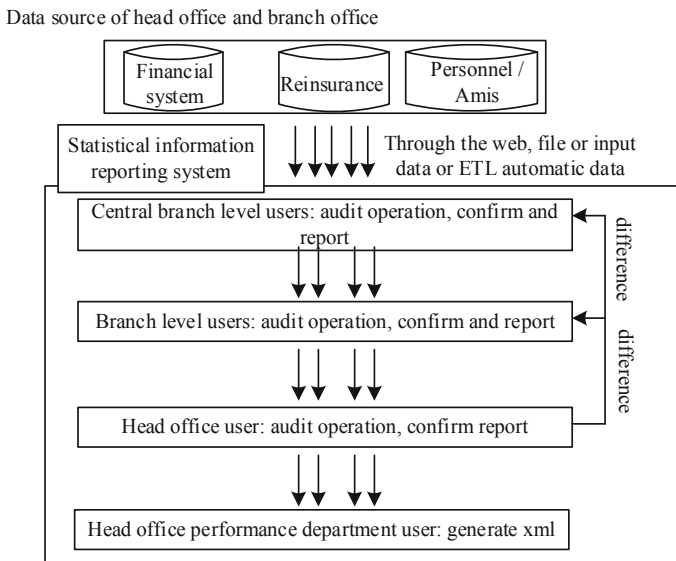 Data source of head office and branch office
Financial
system
Reinsurance
Personnel /
Amis
Statistical information
reporting system
Through the web, file or input
data or ETL automatic data
Central branch level users: audit operation, confirm and
report
difference
Branch level users: audit operation, confirm and report
difference
Head office user: audit operation, confirm report
Head office performance department user: generate xml